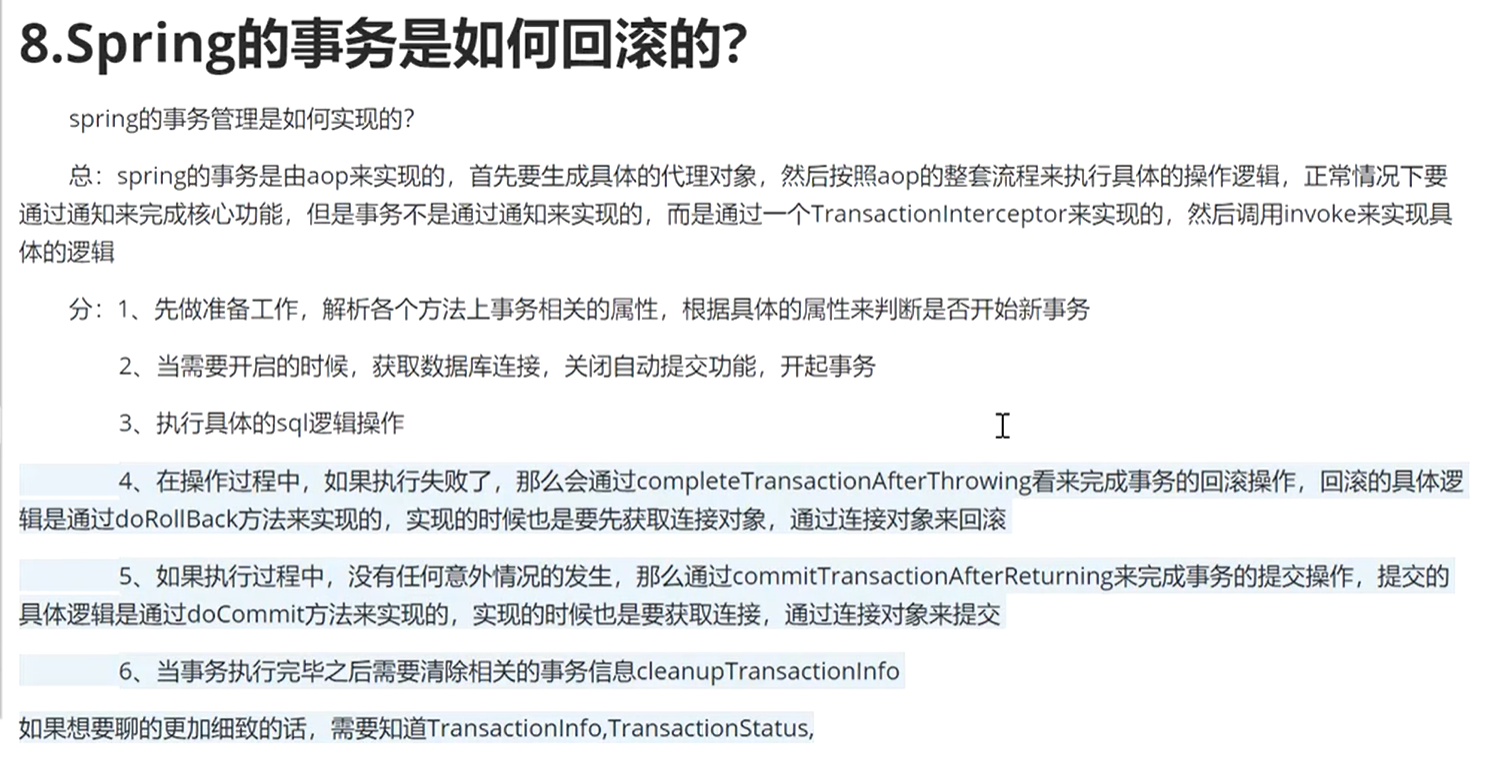 8.Spring的事务是如何回滚的?
spring的事务管理是如何实现的?
总：spring的事务是由aop来实现的，首先要生成具体的代理对象，然后按照aop的整套流程来执行具体的操作逻辑，正常情况下要
通过通知来完成核心功能，但是事务不是通过通知来实现的，而是通过一个TransactionInterceptor来实现的，然后调用invoke来实现具
体的逻辑
分：1、先做准备工作，解析各个方法上事务相关的属性，根据具体的属性来判断是否开始新事务
2、当需要开启的时候，获取数据库连接，关闭自动提交功能，开起事务
3、执行具体的sql逻辑操作
4、在操作过程中，如果执行失败了，那么会通过completeTransactionAfterThrowing看来完成事务的回滚操作，回滚的具体逻
辑是通过doRollBack方法来实现的，实现的时候也是要先获取连接对象，通过连接对象来回滚
5、如果执行过程中，没有任何意外情况的发生，那么通过commitTransactionAfterReturning来完成事务的提交操作，提交的
具体逻辑是通过doCommit方法来实现的，实现的时候也是要获取连接，通过连接对象来提交
6、当事务执行完毕之后需要清除相关的事务信息cleanupTransactionInfo
如果想要聊的更加细致的话，需要知道TransactionInfo,TransactionStatus,